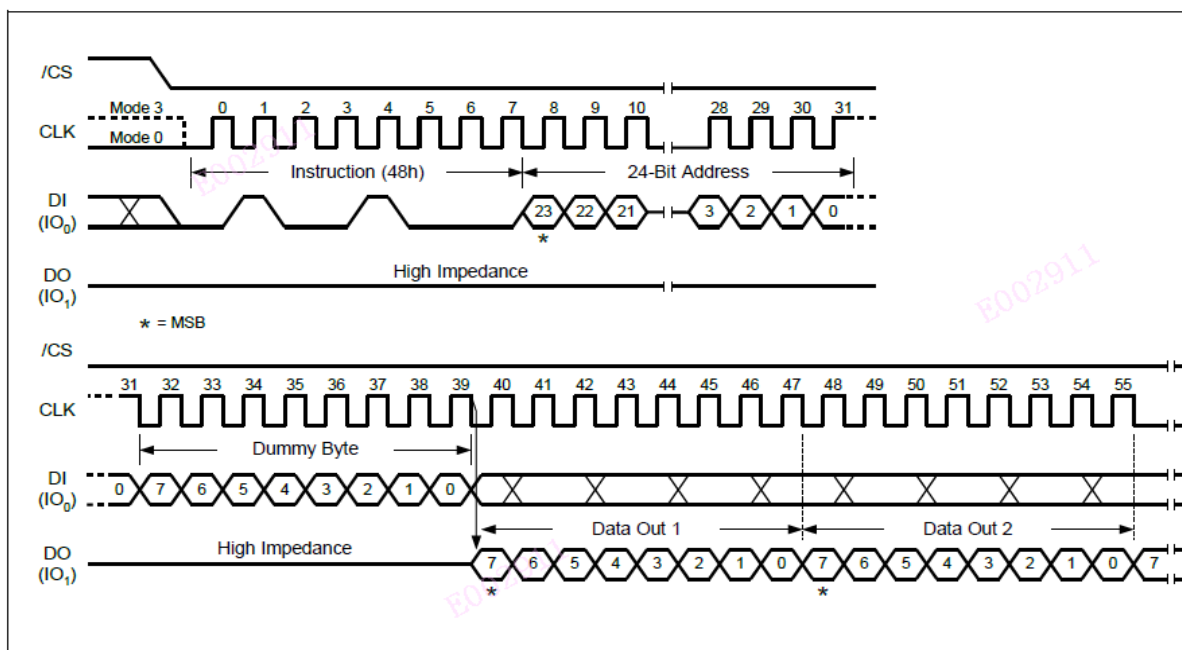 /CS
Mode 3 0 1 2 3 4 5 6 7 8 9 10 28 29 30 31
CLK Mode 0
Instruction (48h) 24-Bit Address
E002911
DI
(IO0) 23 22 21 3 2 1 0
*
High Impedance
DO
(IO1)
E002911
* = MSB
/CS
31 32 33 34 35 36 37 38 39 40 41 42 43 44 45 46 47 48 49 50 51 52 53 54 55
CLK
Dummy Byte
DI
(IO0) 0 7 6 5 4 3 2 1 0
Data Out 1 Data Out 2
High Impedance
DO
(IO1) 7 6 5 4 3 2 1 0 7 6 5 4 3 2 1 0 7
* *
E002911